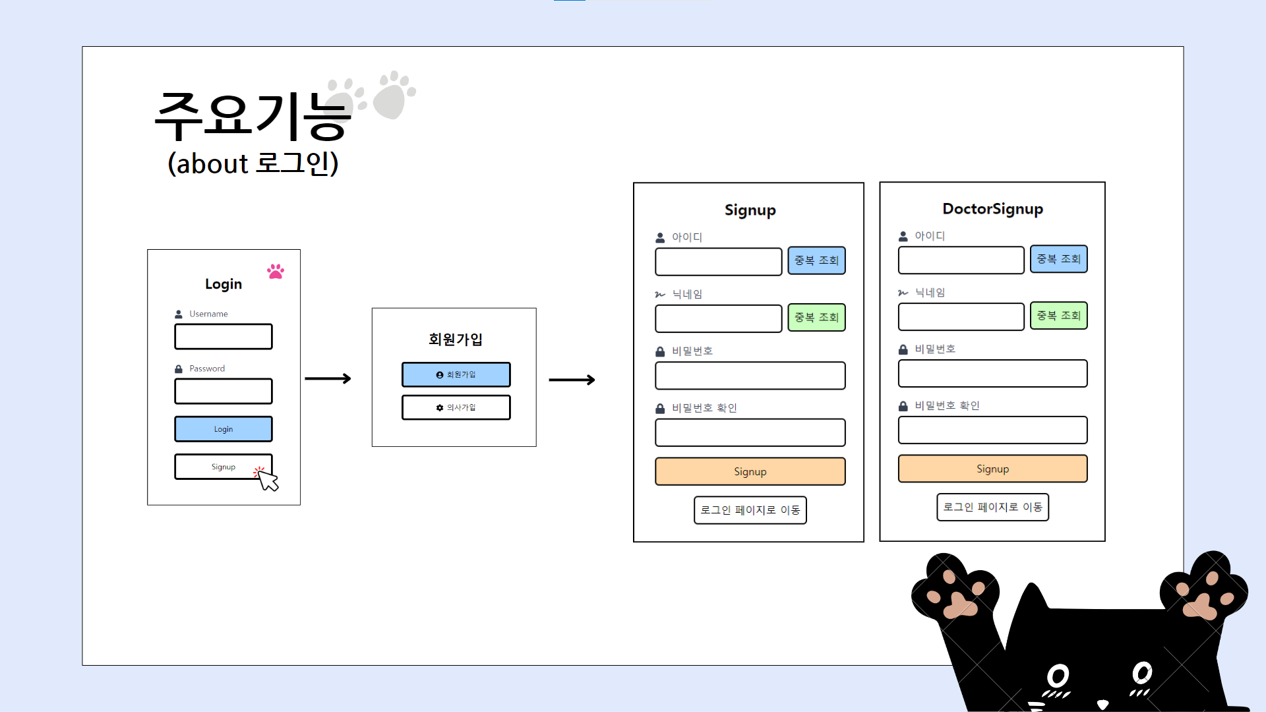 주요기능
(about 로그인)
Login
Username
Password
Login
Signup
회원가입
회원가입
의사가입
Signup
아이디
중복 조회
닉네임
중복 조회
비밀번호
비밀번호 확인
Signup
로그인 페이지로 이동
DoctorSignup
아이디
중복 조회
닉네임
중복 조회
비밀번호
비밀번호 확인
Signup
로그인 페이지로 이동